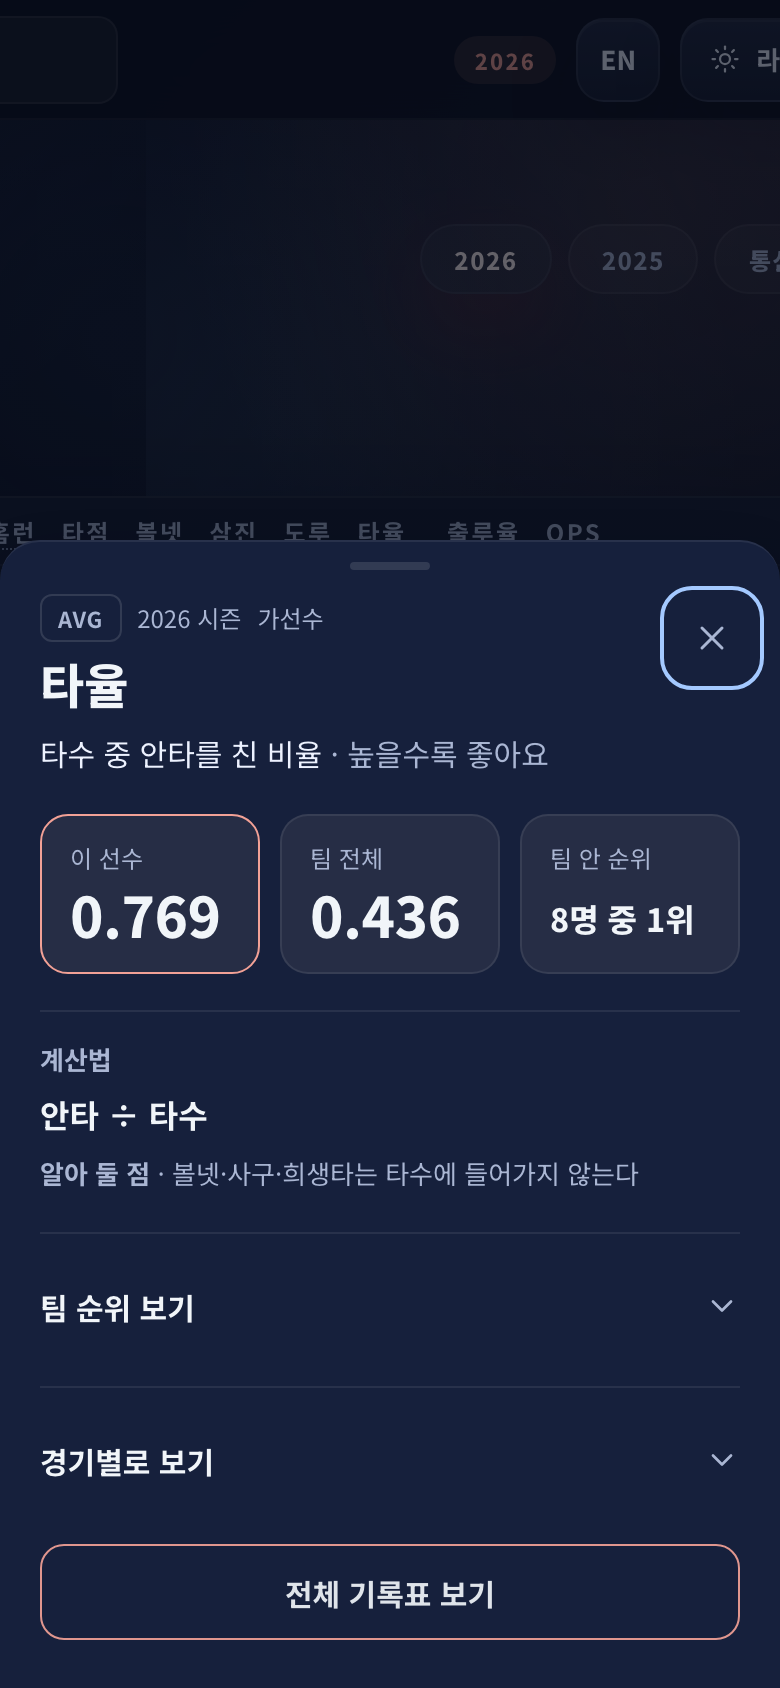 2026
EN
라
2026
2025
통산
홈런 타점 볼넷 삼진 도루 타율 출루율 OPS
AVG 2026 시즌 가선수
타율
타수 중 안타를 친 비율 · 높을수록 좋아요
이 선수
0.769
팀 전체
0.436
팀 안 순위
8명 중 1위
계산법
안타 ÷ 타수
알아 둘 점 · 볼넷·사구·희생타는 타수에 들어가지 않는다
팀 순위 보기
경기별로 보기
전체 기록표 보기